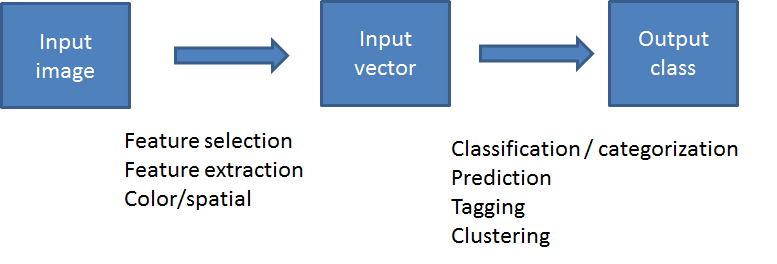 Input
image
Input
vector
Output
class
Feature selection
Feature extraction
Color/spatial
Classification / categorization
Prediction
Tagging
Clustering